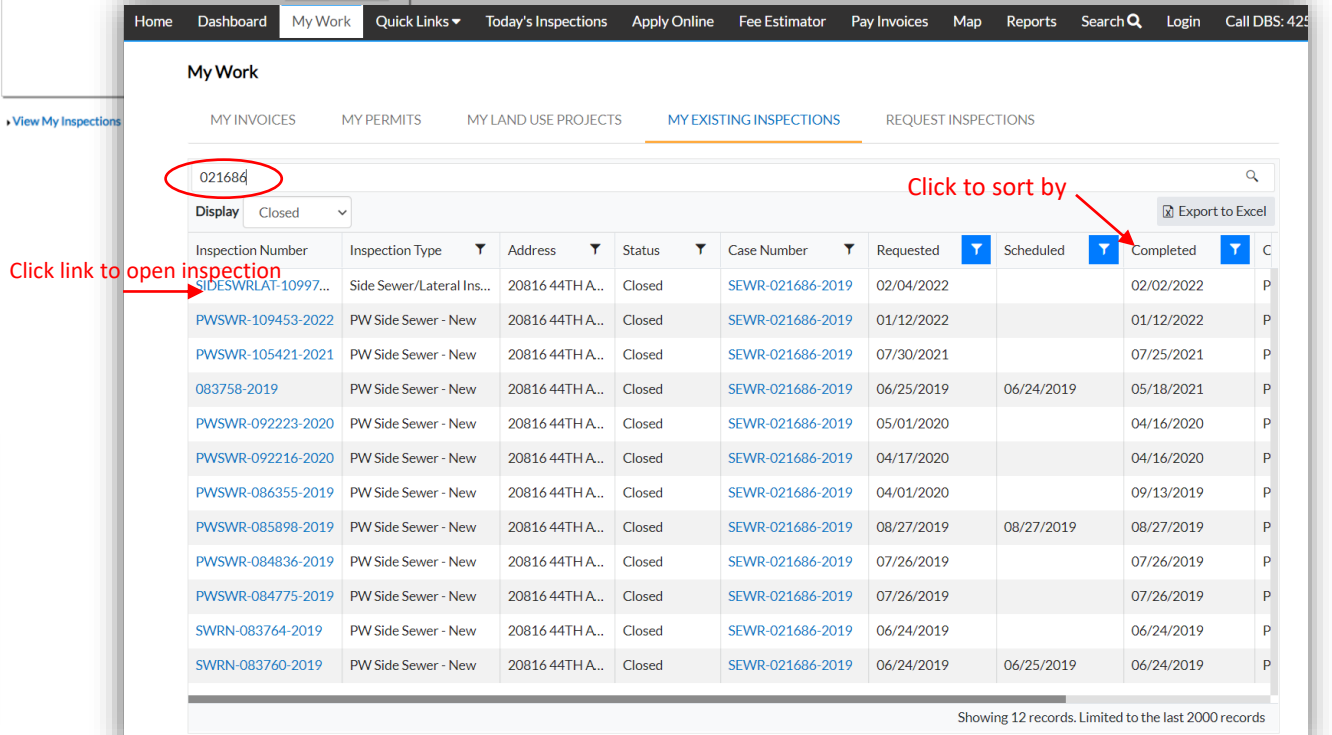 Home Dashboard My Work Quick Links Today's Inspections Apply Online Fee Estimator Pay Invoices Map Reports Search Login Call DBS: 425
My Work
View My Inspections
MY INVOICES MY PERMITS MY LAND USE PROJECTS MY EXISTING INSPECTIONS REQUEST INSPECTIONS
021686
Click to sort by
Display Closed Export to Excel
Inspection Number Inspection Type Address Status Case Number Requested Scheduled Completed C
Click link to open inspection
SIDESWRLAT-10997... Side Sewer/Lateral Ins... 20816 44TH A... Closed SEWR-021686-2019 02/04/2022 02/02/2022 P
PWSWR-109453-2022 PW Side Sewer - New 20816 44TH A... Closed SEWR-021686-2019 01/12/2022 01/12/2022 P
PWSWR-105421-2021 PW Side Sewer - New 20816 44TH A... Closed SEWR-021686-2019 07/30/2021 07/25/2021 P
083758-2019 PW Side Sewer - New 20816 44TH A... Closed SEWR-021686-2019 06/25/2019 06/24/2019 05/18/2021 P
PWSWR-092223-2020 PW Side Sewer - New 20816 44TH A... Closed SEWR-021686-2019 05/01/2020 04/16/2020 P
PWSWR-092216-2020 PW Side Sewer - New 20816 44TH A... Closed SEWR-021686-2019 04/17/2020 04/16/2020 P
PWSWR-086355-2019 PW Side Sewer - New 20816 44TH A... Closed SEWR-021686-2019 04/01/2020 09/13/2019 P
PWSWR-085898-2019 PW Side Sewer - New 20816 44TH A... Closed SEWR-021686-2019 08/27/2019 08/27/2019 08/27/2019 P
PWSWR-084836-2019 PW Side Sewer - New 20816 44TH A... Closed SEWR-021686-2019 07/26/2019 07/26/2019 P
PWSWR-084775-2019 PW Side Sewer - New 20816 44TH A... Closed SEWR-021686-2019 07/26/2019 07/26/2019 P
SWRN-083764-2019 PW Side Sewer - New 20816 44TH A... Closed SEWR-021686-2019 06/24/2019 06/24/2019 P
SWRN-083760-2019 PW Side Sewer - New 20816 44TH A... Closed SEWR-021686-2019 06/24/2019 06/25/2019 06/24/2019 P
Showing 12 records. Limited to the last 2000 records